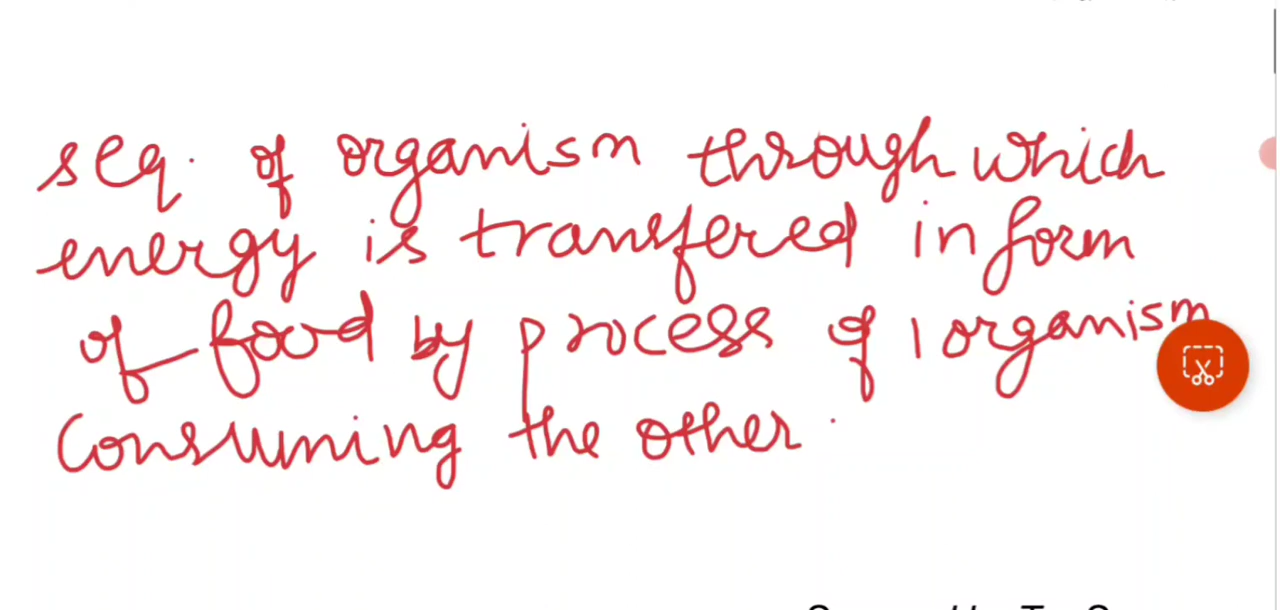 seq. of organism through which
energy is transfered in form
of food by process of 1 organism
Consuming the other.